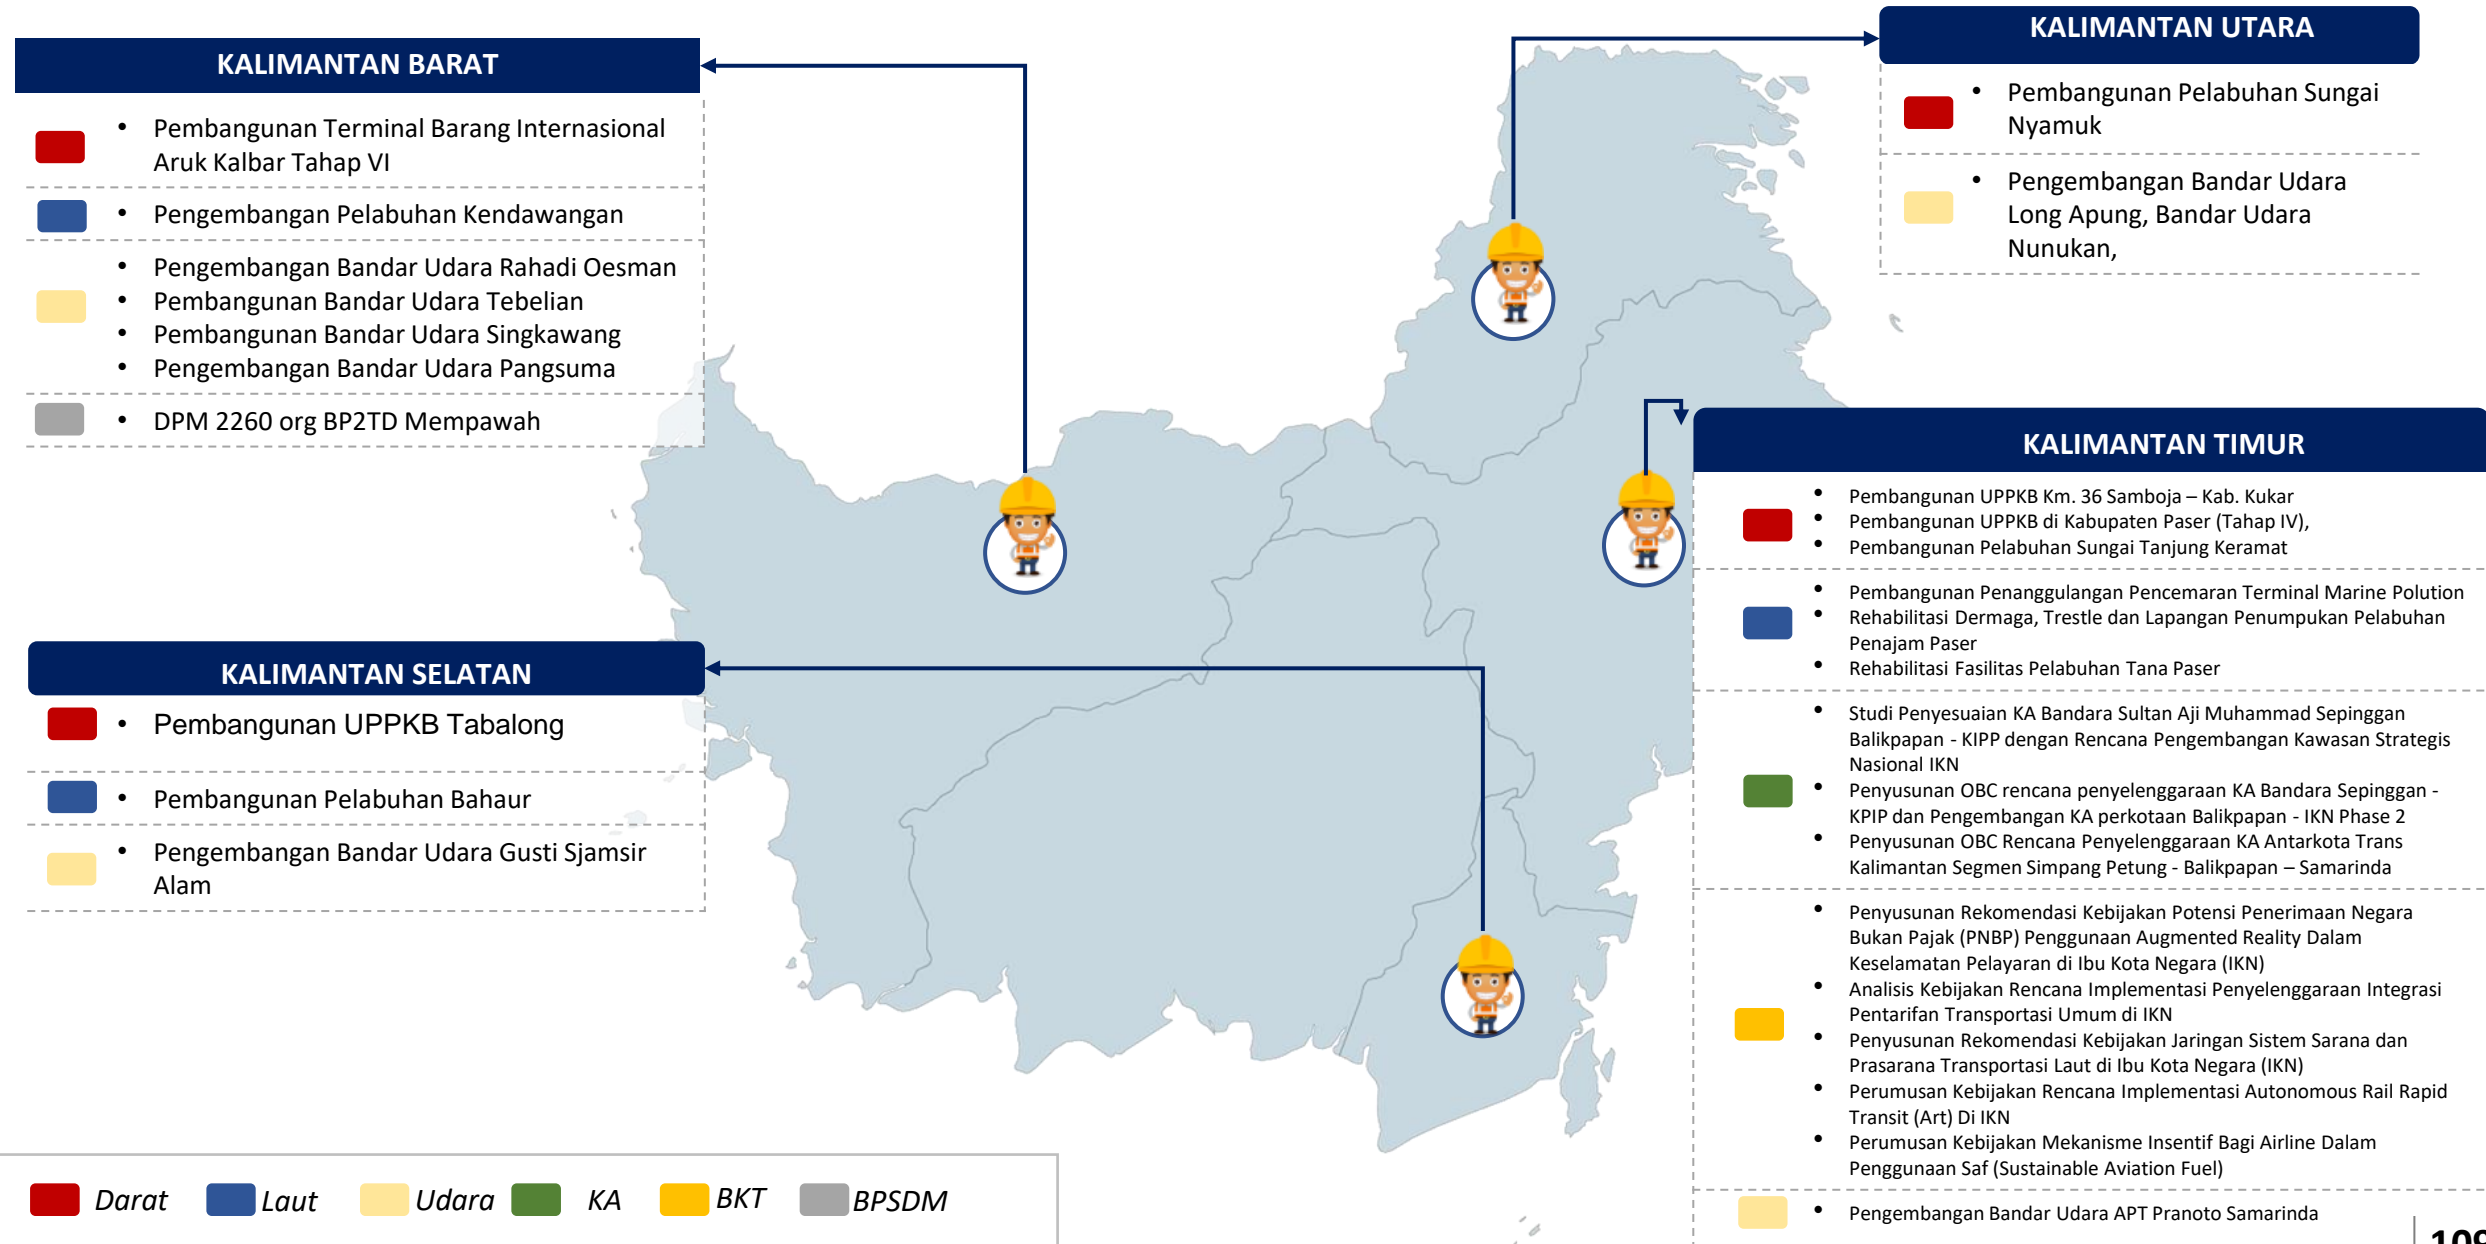 KALIMANTAN BARAT
• Pembangunan Terminal Barang Internasional
Aruk Kalbar Tahap VI
• Pengembangan Pelabuhan Kendawangan
• Pengembangan Bandar Udara Rahadi Oesman
• Pembangunan Bandar Udara Tebelian
• Pembangunan Bandar Udara Singkawang
• Pengembangan Bandar Udara Pangsuma
• DPM 2260 org BP2TD Mempawah
KALIMANTAN UTARA
• Pembangunan Pelabuhan Sungai
Nyamuk
• Pengembangan Bandar Udara
Long Apung, Bandar Udara
Nunukan,
KALIMANTAN TIMUR
• Pembangunan UPPKB Km. 36 Samboja – Kab. Kukar
• Pembangunan UPPKB di Kabupaten Paser (Tahap IV),
• Pembangunan Pelabuhan Sungai Tanjung Keramat
• Pembangunan Penanggulangan Pencemaran Terminal Marine Polution
• Rehabilitasi Dermaga, Trestle dan Lapangan Penumpukan Pelabuhan
Penajam Paser
• Rehabilitasi Fasilitas Pelabuhan Tana Paser
• Studi Penyesuaian KA Bandara Sultan Aji Muhammad Sepinggan
Balikpapan - KIPP dengan Rencana Pengembangan Kawasan Strategis
Nasional IKN
• Penyusunan OBC rencana penyelenggaraan KA Bandara Sepinggan -
KPIP dan Pengembangan KA perkotaan Balikpapan - IKN Phase 2
• Penyusunan OBC Rencana Penyelenggaraan KA Antarkota Trans
Kalimantan Segmen Simpang Petung - Balikpapan – Samarinda
• Penyusunan Rekomendasi Kebijakan Potensi Penerimaan Negara
Bukan Pajak (PNBP) Penggunaan Augmented Reality Dalam
Keselamatan Pelayaran di Ibu Kota Negara (IKN)
• Analisis Kebijakan Rencana Implementasi Penyelenggaraan Integrasi
Pentarifan Transportasi Umum di IKN
• Penyusunan Rekomendasi Kebijakan Jaringan Sistem Sarana dan
Prasarana Transportasi Laut di Ibu Kota Negara (IKN)
• Perumusan Kebijakan Rencana Implementasi Autonomous Rail Rapid
Transit (Art) Di IKN
• Perumusan Kebijakan Mekanisme Insentif Bagi Airline Dalam
Penggunaan Saf (Sustainable Aviation Fuel)
• Pengembangan Bandar Udara APT Pranoto Samarinda
KALIMANTAN SELATAN
• Pembangunan UPPKB Tabalong
• Pembangunan Pelabuhan Bahaur
• Pengembangan Bandar Udara Gusti Sjamsir
Alam
Darat Laut Udara KA BKT BPSDM
109